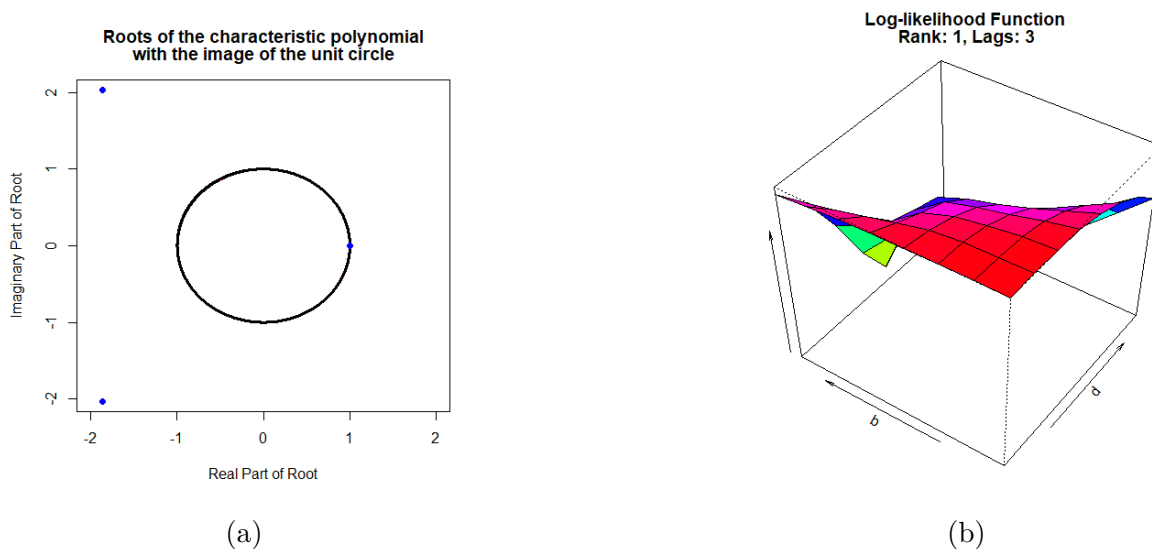 Roots of the characteristic polynomial
with the image of the unit circle
2
1
0
-1
-2
Imaginary Part of Root
-2 -1 0 1 2
Real Part of Root
(a)
Log-likelihood Function
Rank: 1, Lags: 3
b
d
(b)